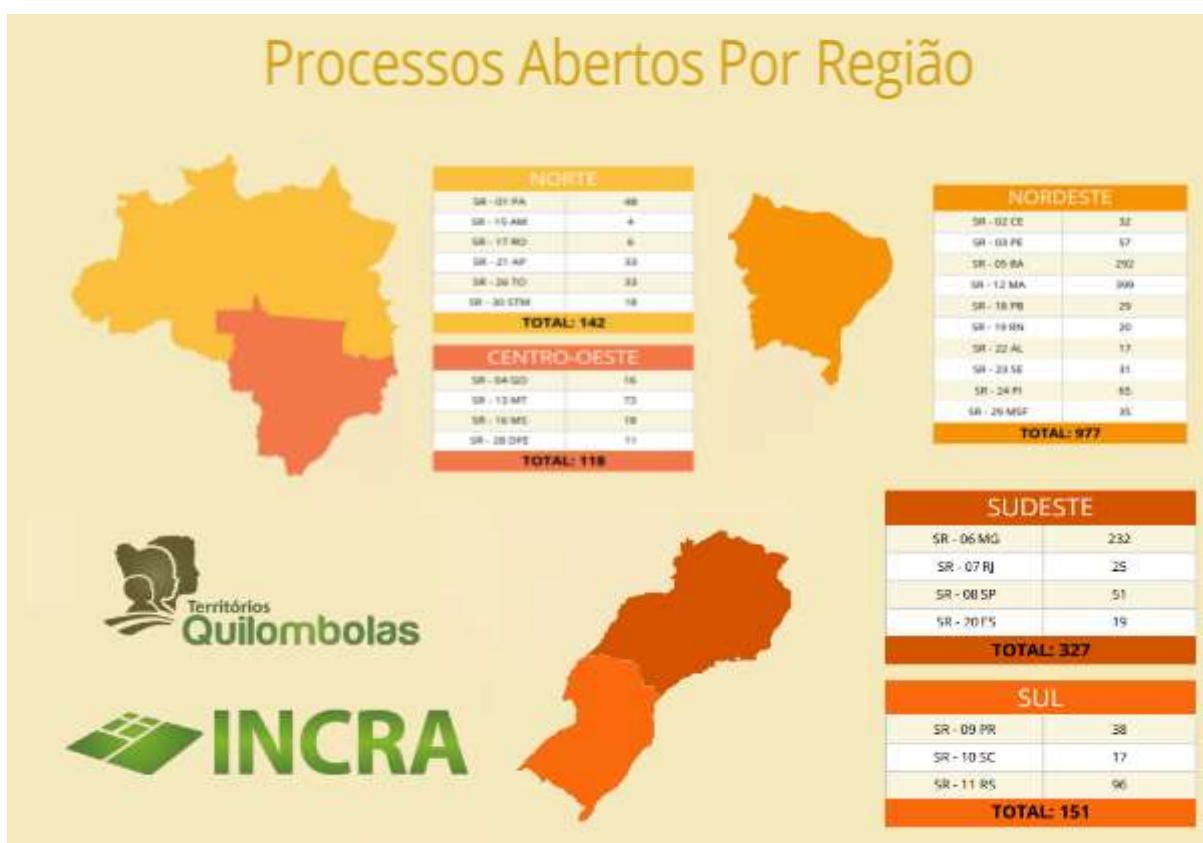 Processos Abertos Por Região
NORTE
SR - 01 PA 48
SR - 15 AM 4
SR - 17 RO 6
SR - 21 AP 33
SR - 26 TO 33
SR - 30 STM 18
TOTAL: 142
CENTRO-OESTE
SR - 04 GO 16
SR - 13 MT 73
SR - 16 MS 18
SR - 28 DFE 11
TOTAL: 118
NORDESTE
SR - 02 CE 32
SR - 03 PE 57
SR - 05 BA 292
SR - 12 MA 399
SR - 18 PB 29
SR - 19 RN 20
SR - 22 AL 17
SR - 23 SE 31
SR - 24 PI 65
SR - 29 MSF 35
TOTAL: 977
SUDESTE
SR - 06 MG 232
SR - 07 RJ 25
SR - 08 SP 51
SR - 20 ES 19
TOTAL: 327
SUL
SR - 09 PR 38
SR - 10 SC 17
SR - 11 RS 96
TOTAL: 151
Territórios
Quilombolas
INCRA